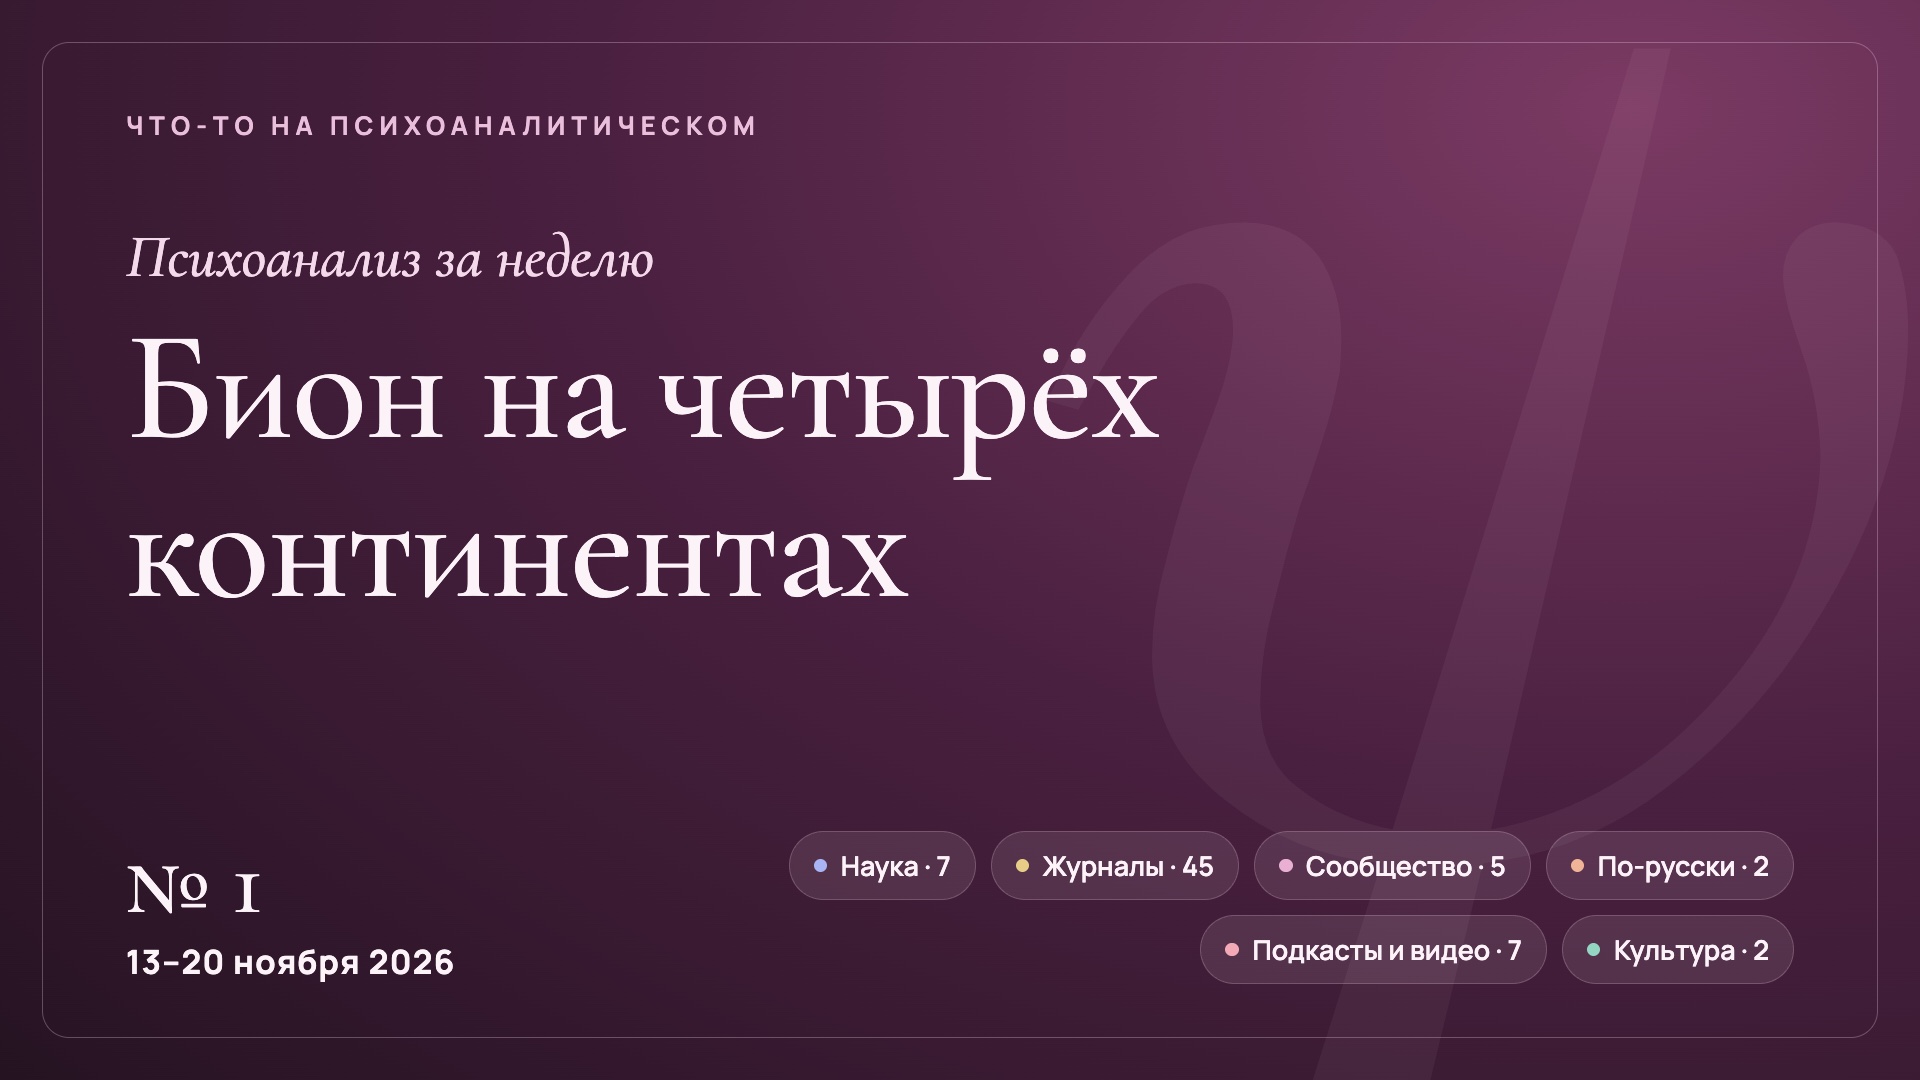 ЧТО-ТО НА ПСИХОАНАЛИТИЧЕСКОМ
Психоанализ за неделю
Бион на четырёх
континентах
№ 1
13–20 ноября 2026
Наука · 7
Журналы · 45
Сообщество · 5
По-русски · 2
Подкасты и видео · 7
Культура · 2
ψ